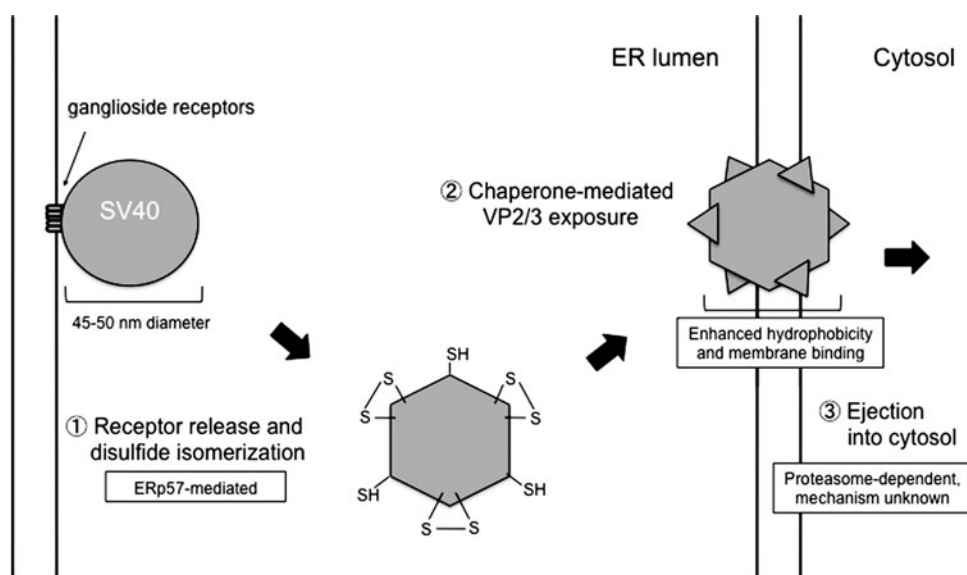 ER lumen
Cytosol
ganglioside receptors
SV40
45-50 nm diameter
① Receptor release and
disulfide isomerization
ERp57-mediated
SH
S
S
S
S
SH
SH
S
S
② Chaperone-mediated
VP2/3 exposure
Enhanced hydrophobicity
and membrane binding
③ Ejection
into cytosol
Proteasome-dependent,
mechanism unknown